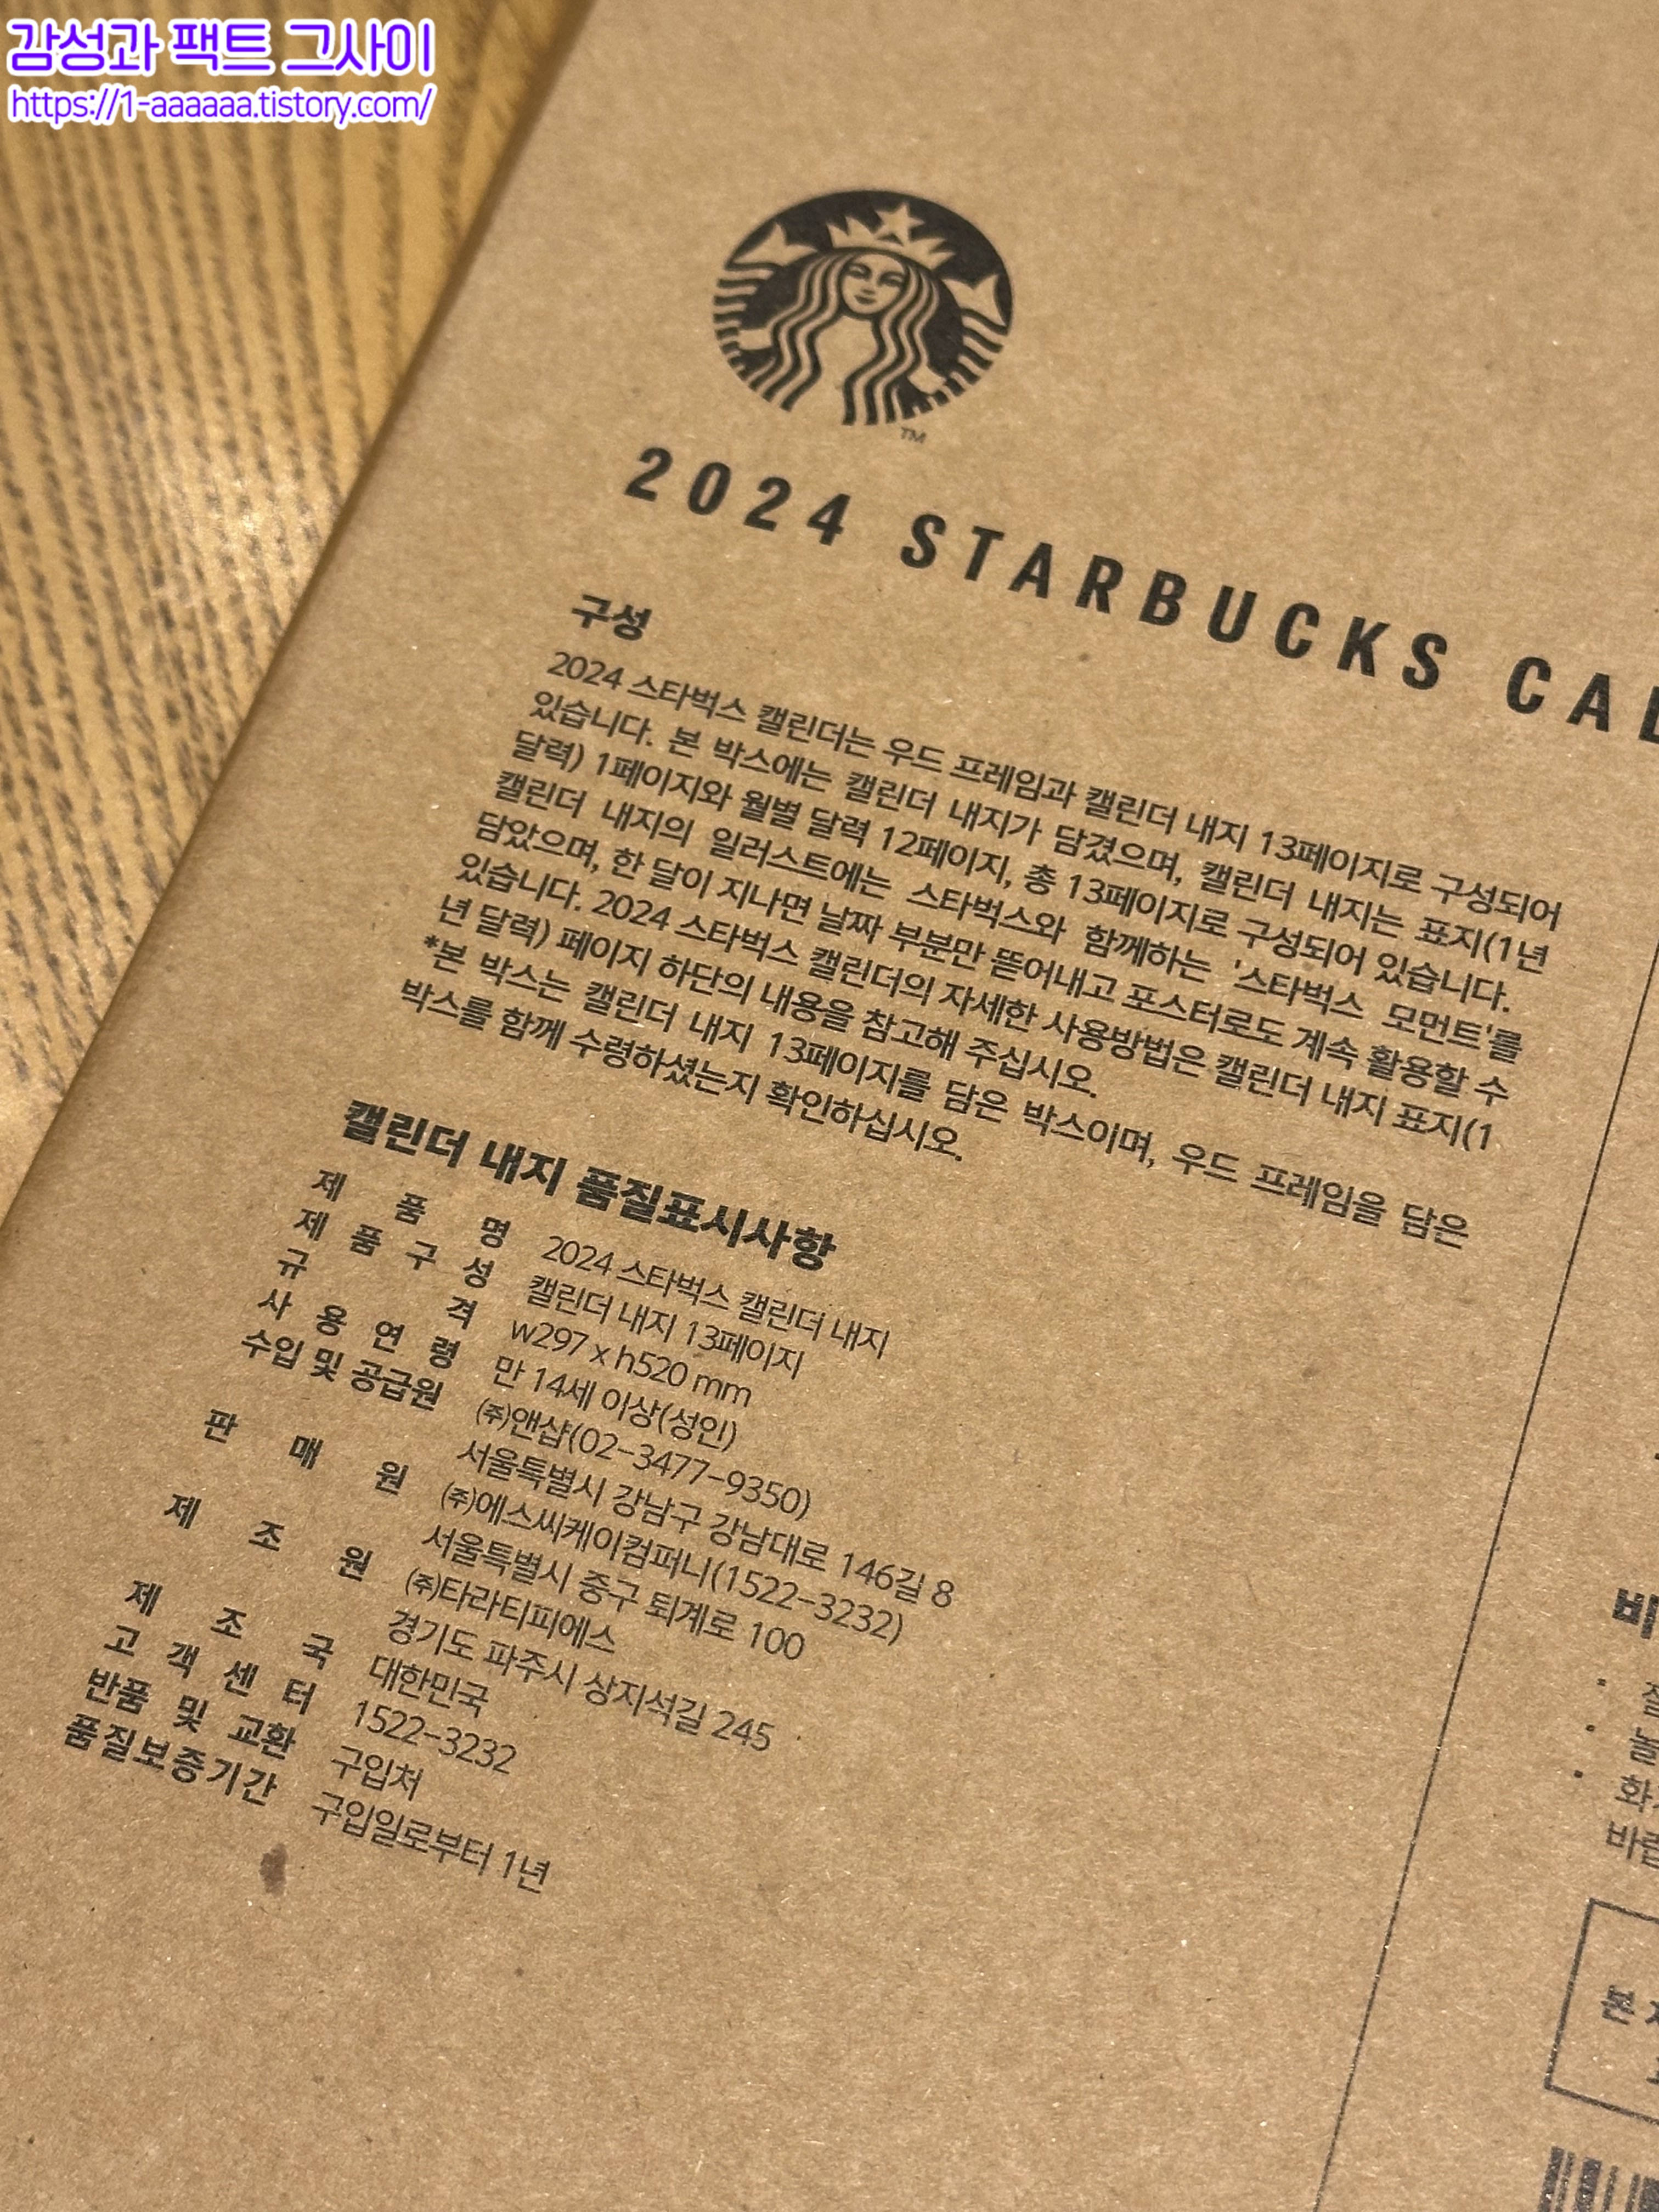 감성과 팩트 그사이
https://1-aaaaaa.tistory.com/
TM
2024 STARBUCKS CAL
구성
2024 스타벅스 캘린더는 우드 프레임과 캘린더 내지 13페이지로 구성되어
있습니다. 본 박스에는 캘린더 내지가 담겼으며, 캘린더 내지는 표지(1년
달력) 1페이지와 월별 달력 12페이지, 총 13페이지로 구성되어 있습니다.
캘린더 내지의 일러스트에는 스타벅스와 함께하는 '스타벅스 모먼트'를
담았으며, 한 달이 지나면 날짜 부분만 뜯어내고 포스터로도 계속 활용할 수
있습니다. 2024 스타벅스 캘린더의 자세한 사용방법은 캘린더 내지 표지(1
년 달력) 페이지 하단의 내용을 참고해 주십시오.
*본 박스는 캘린더 내지 13페이지를 담은 박스이며, 우드 프레임을 담은
박스를 함께 수령하셨는지 확인하십시오.
캘린더 내지 품질표시사항
제품명 2024 스타벅스 캘린더 내지
제품구성 캘린더 내지 13페이지
규격 w297 x h520 mm
사용연령 만 14세 이상(성인)
수입 및 공급원 (주)앤샵(02-3477-9350)
서울특별시 강남구 강남대로 146길 8
판매원 (주)에스씨케이컴퍼니(1522-3232)
서울특별시 중구 퇴계로 100
제조원 (주)타라티피에스
경기도 파주시 상지석길 245
제조국 대한민국
고객센터 1522-3232
반품 및 교환 구입처
품질보증기간 구입일로부터 1년
본